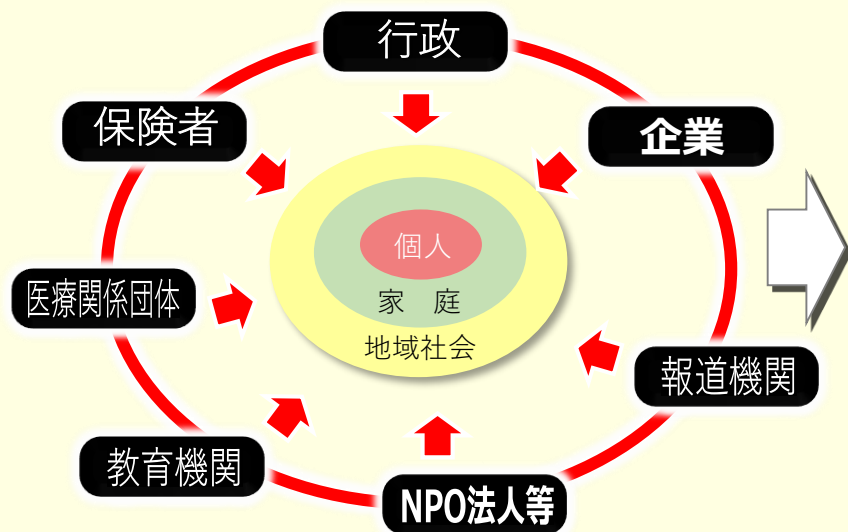 行政
保険者
企業
個人
医療関係団体
家 庭
地域社会
報道機関
教育機関
NPO法人等